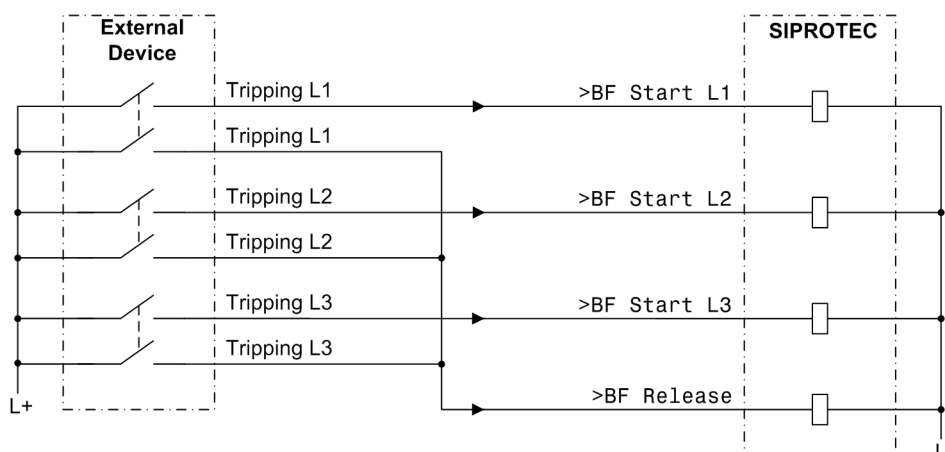 External
Device
SIPROTEC
Tripping L1
>BF Start L1
Tripping L1
Tripping L2
>BF Start L2
Tripping L2
Tripping L3
>BF Start L3
Tripping L3
>BF Release
L+